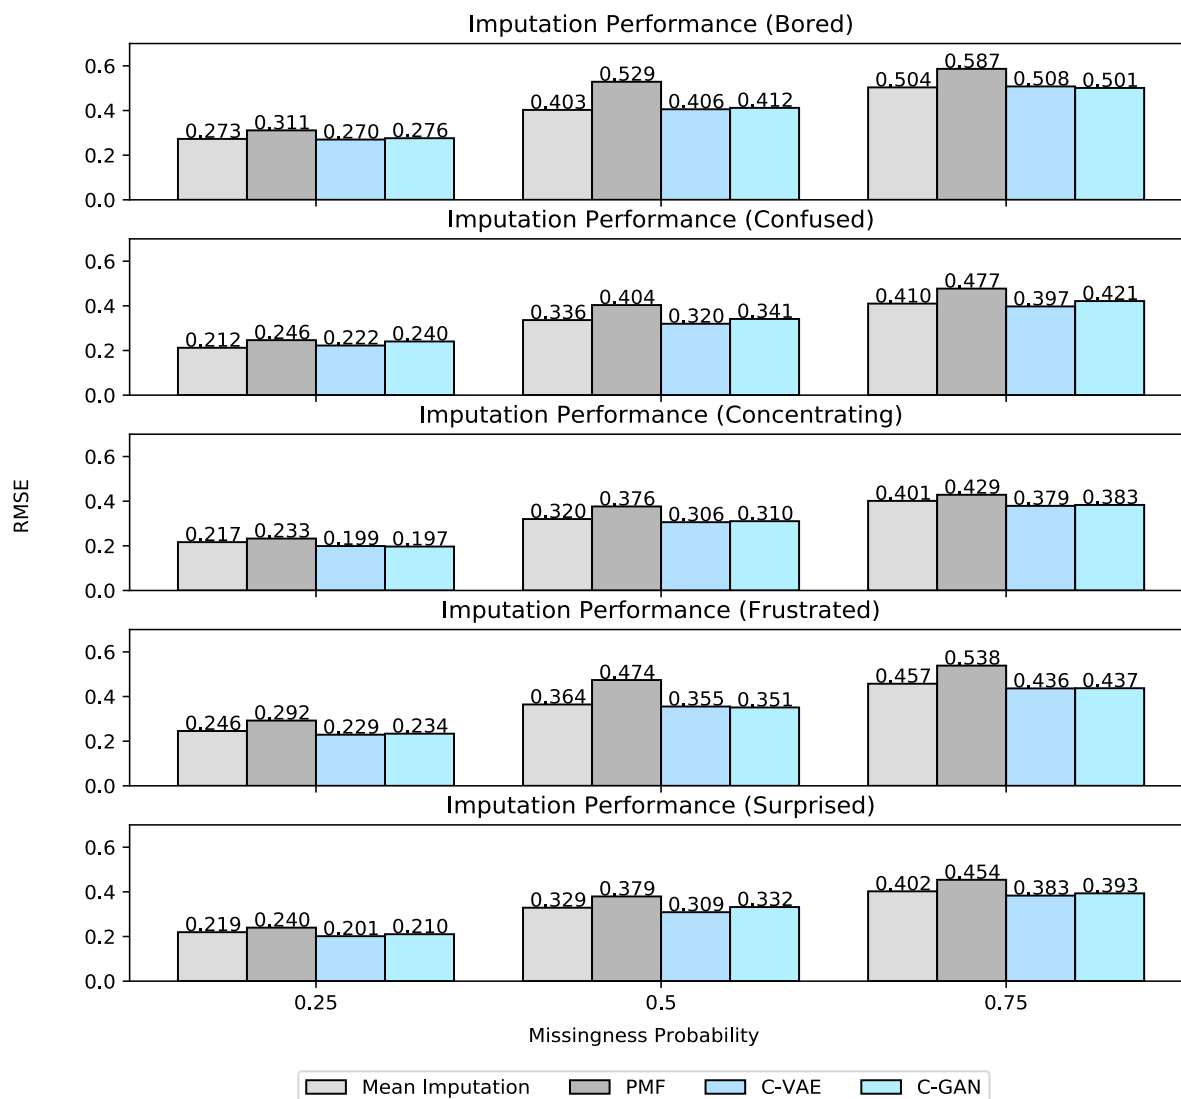 Imputation Performance (Bored)
0.6
0.4
0.2
0.0
0.273 0.311 0.270 0.276
0.403 0.529 0.406 0.412
0.504 0.587 0.508 0.501
Imputation Performance (Confused)
0.6
0.4
0.2
0.0
0.212 0.246 0.222 0.240
0.336 0.404 0.320 0.341
0.410 0.477 0.397 0.421
Imputation Performance (Concentrating)
0.6
0.4
0.2
0.0
0.217 0.233 0.199 0.197
0.320 0.376 0.306 0.310
0.401 0.429 0.379 0.383
RMSE
Imputation Performance (Frustrated)
0.6
0.4
0.2
0.0
0.246 0.292 0.229 0.234
0.364 0.474 0.355 0.351
0.457 0.538 0.436 0.437
Imputation Performance (Surprised)
0.6
0.4
0.2
0.0
0.219 0.240 0.201 0.210
0.329 0.379 0.309 0.332
0.402 0.454 0.383 0.393
0.25 0.5 0.75
Missingness Probability
Mean Imputation PMF C-VAE C-GAN